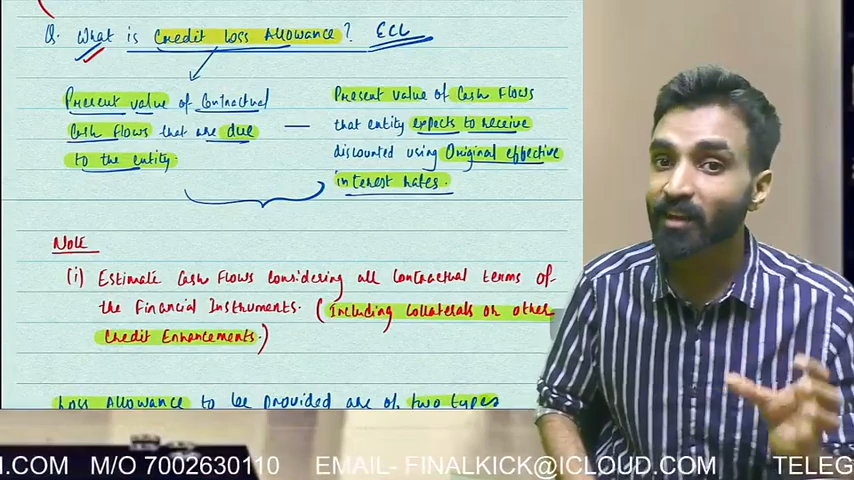 Q. What is Credit Loss Allowance? ECL
Present value of Contractual
Cash Flows that are due
to the entity.
—
Present value of Cash Flows
that entity expects to receive
discounted using Original effective
interest rates.
Note
(i) Estimate Cash Flows considering all Contractual terms of
the Financial Instruments. (Including Collaterals or other
Credit Enhancements.)
Loss Allowance to be provided are of two types
M.COM M/O 7002630110 EMAIL- FINALKICK@ICLOUD.COM TELEG